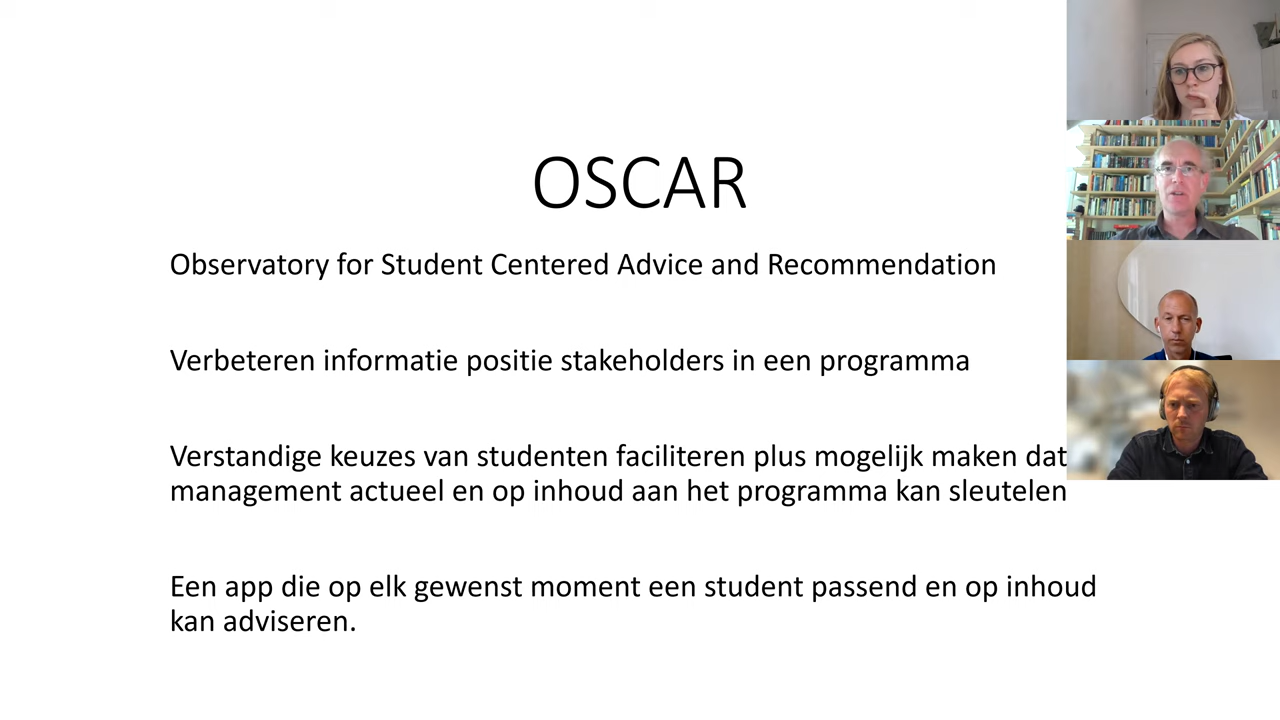 OSCAR
Observatory for Student Centered Advice and Recommendation
Verbeteren informatie positie stakeholders in een programma
Verstandige keuzes van studenten faciliteren plus mogelijk maken dat
management actueel en op inhoud aan het programma kan sleutelen
Een app die op elk gewenst moment een student passend en op inhoud
kan adviseren.